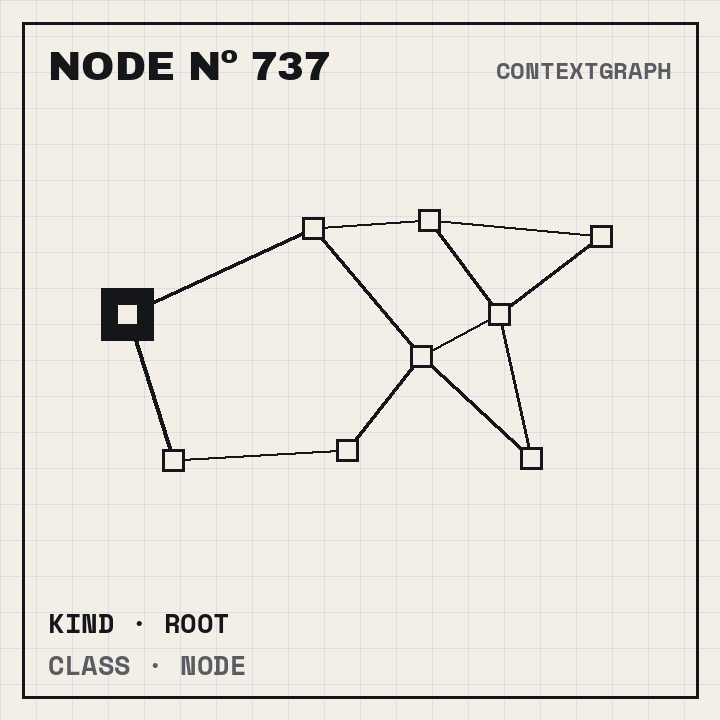 NODE Nº 737
CONTEXTGRAPH
KIND · ROOT
CLASS · NODE